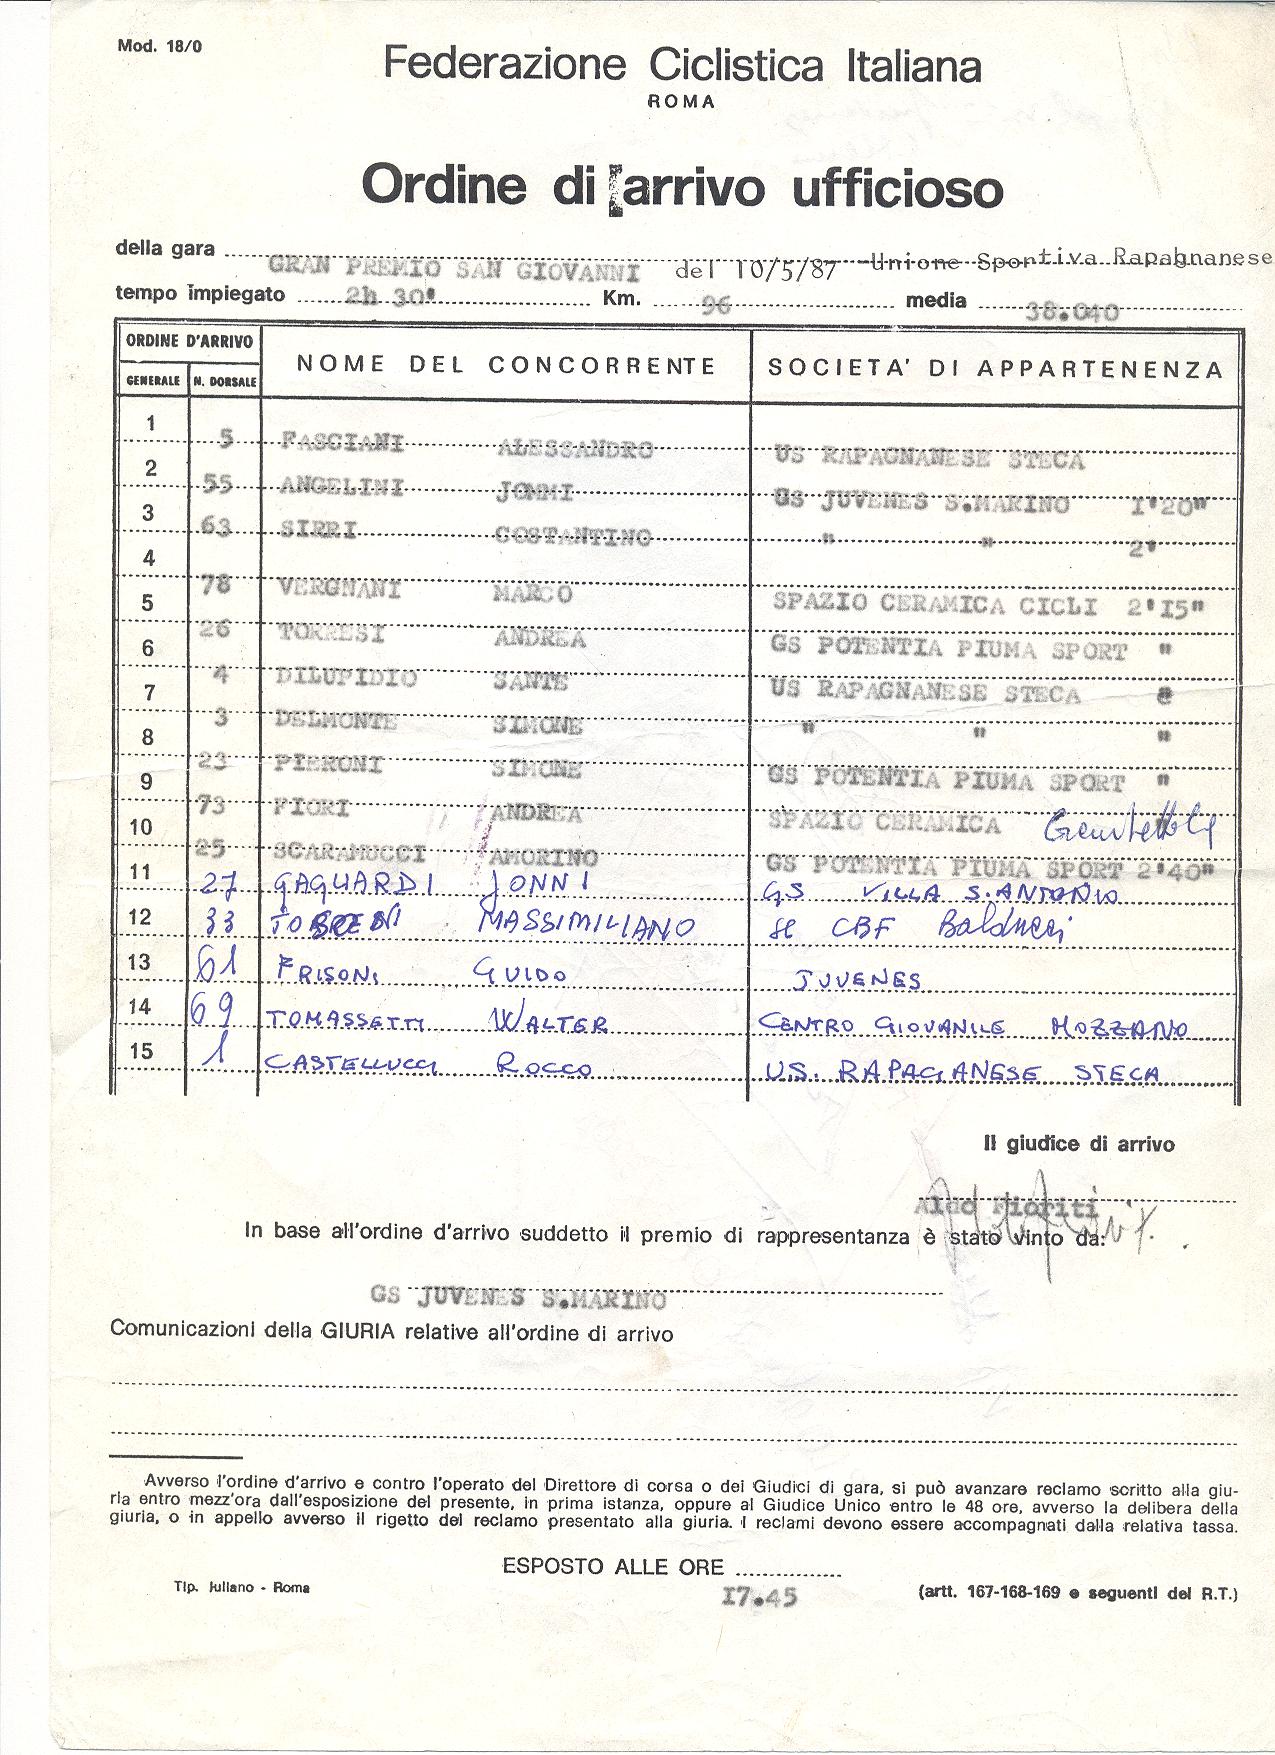 Mod. 18/0
Federazione Ciclistica Italiana
ROMA
Ordine di arrivo ufficioso
della gara GRAN PREMIO SAN GIOVANNI del 10/5/87 Unione Sportiva Rapagnanese
tempo impiegato 2h 30' Km. 96 media 38.040
ORDINE D'ARRIVO
GENERALE N. DORSALE NOME DEL CONCORRENTE SOCIETA' DI APPARTENENZA
1 5 FASCIANI ALESSANDRO US RAPAGNANESE STECA
2 55 ANGELINI JOMMI GS JUVENES S.MARINO 1'20"
3 63 SIRRI COSTANTINO " " 2'
4 78 VERGNANI MARCO SPAZIO CERAMICA CICLI 2'15"
5 26 TORRESI ANDREA GS POTENTIA PIUMA SPORT "
6 4 DILUPIDIO SANTE US RAPAGNANESE STECA
7 3 DELMONTE SIMONE " " "
8 23 PIERONI SIMONE GS POTENTIA PIUMA SPORT "
9 73 FIORI ANDREA SPAZIO CERAMICA
10 25 SCARAMUCCI AMORINO GS POTENTIA PIUMA SPORT 2'40"
11 27 GAGLIARDI JONNI GS VILLA S.ANTONIO
12 33 MASSIMILIANO CBF Balducci
13 61 FRISONI GUIDO JUVENES
14 69 TOMASSETTI WALTER CENTRO GIOVANILE MOZZANO
15 1 CASTELLUCCI ROCCO U.S. RAPAGANESE STECA
Il giudice di arrivo
Aldo Fioriti
In base all'ordine d'arrivo suddetto il premio di rappresentanza è stato vinto da:
GS JUVENES S.MARINO
Comunicazioni della GIURIA relative all'ordine di arrivo
Avverso l'ordine d'arrivo e contro l'operato del Direttore di corsa o dei Giudici di gara, si può avanzare reclamo scritto alla giu-
ria entro mezz'ora dall'esposizione del presente, in prima istanza, oppure al Giudice Unico entro le 48 ore, avverso la delibera della
giuria, o in appello avverso il rigetto del reclamo presentato alla giuria. I reclami devono essere accompagnati dalla relativa tassa.
ESPOSTO ALLE ORE 17.45
Tip. Juliano - Roma (artt. 167-168-169 e seguenti del R.T.)